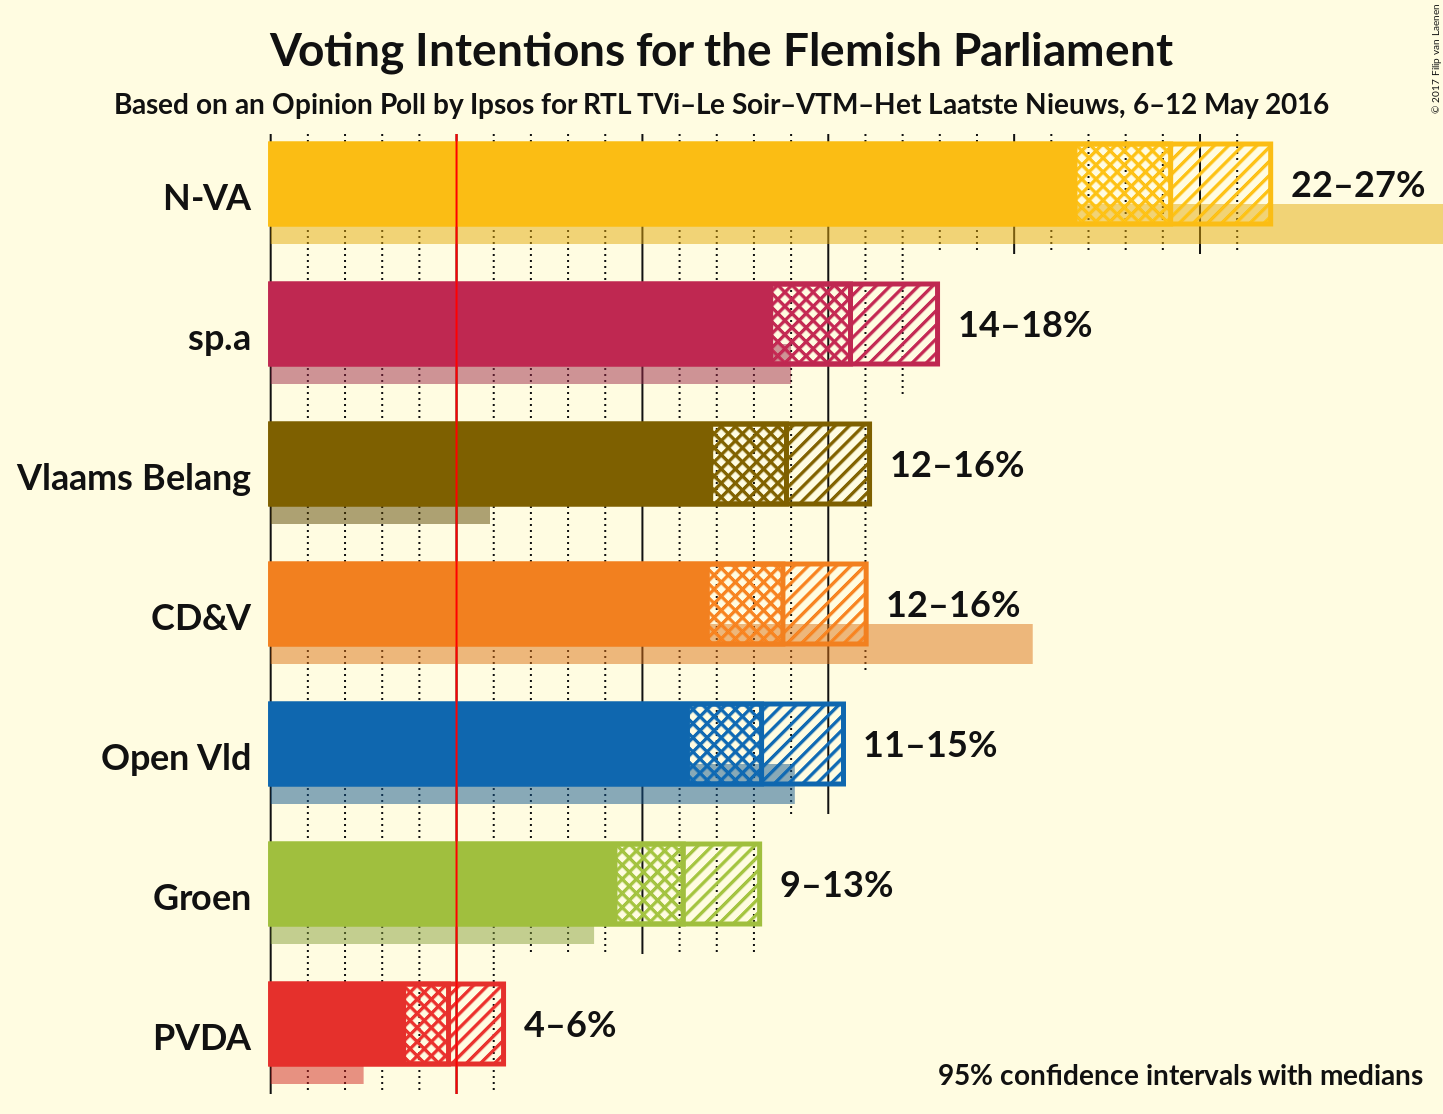 Voting Intentions for the Flemish Parliament
Based on an Opinion Poll by Ipsos for RTL TVi–Le Soir–VTM–Het Laatste Nieuws, 6–12 May 2016
© 2017 Filip van Laenen
N-VA 22–27%
sp.a 14–18%
Vlaams Belang 12–16%
CD&V 12–16%
Open Vld 11–15%
Groen 9–13%
PVDA 4–6%
95% confidence intervals with medians